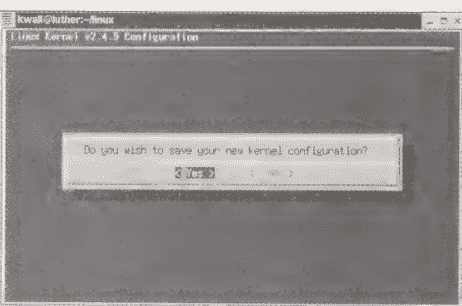 kwall@luther:~/linux
Linux Kernel v2.4.9 Configuration
Do you wish to save your new kernel configuration?
< Yes > < No >